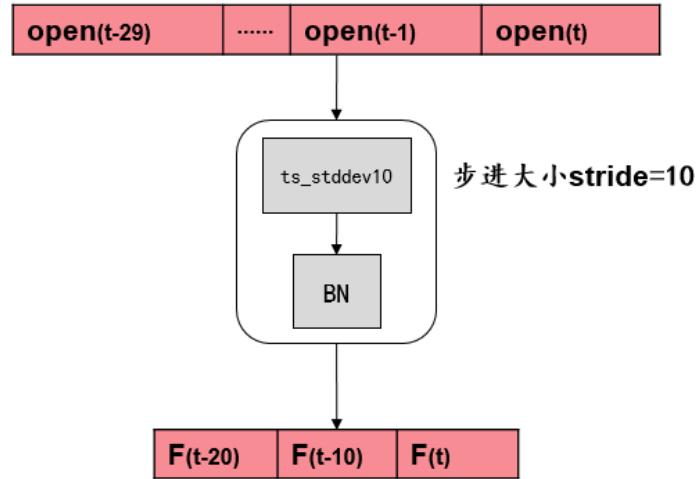 open(t-29) ...... open(t-1) open(t)
ts_stddev10
步进大小stride=10
BN
F(t-20) F(t-10) F(t)